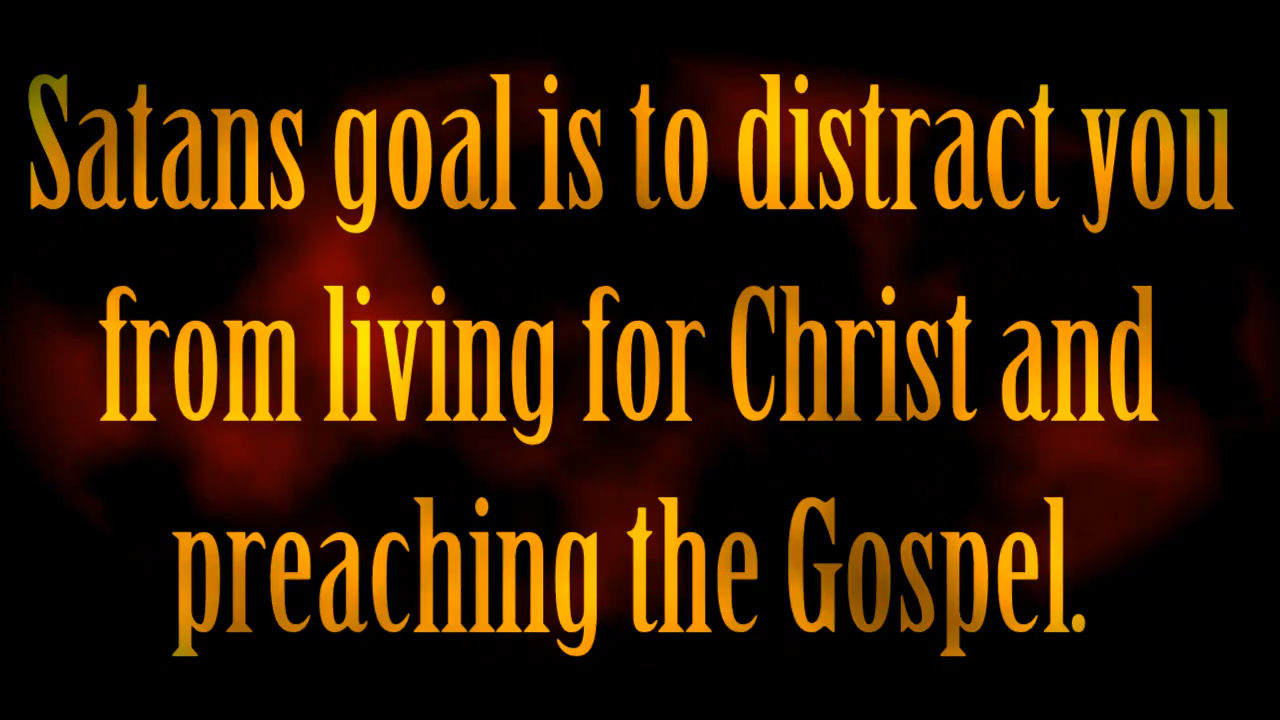 Satans goal is to distract you
from living for Christ and
preaching the Gospel.